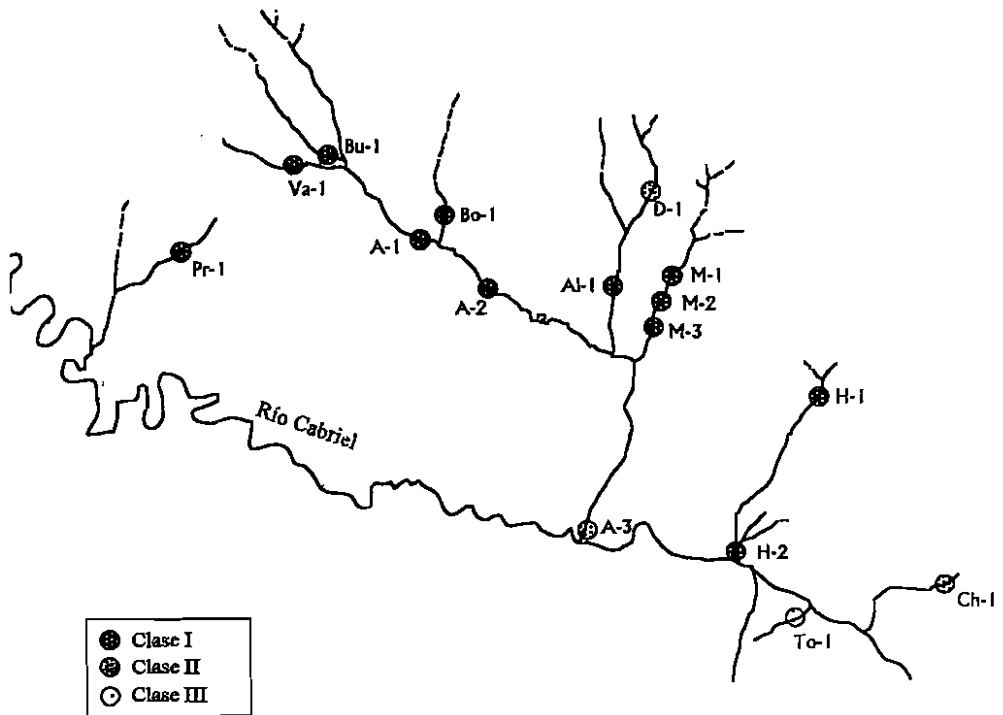 Bu-1
Va-1
Bo-1
A-1
D-1
Pr-1
Al-1
M-1
A-2
M-2
M-3
H-1
Río Cabriel
A-3
H-2
Ch-1
To-1
Clase I
Clase II
Clase III